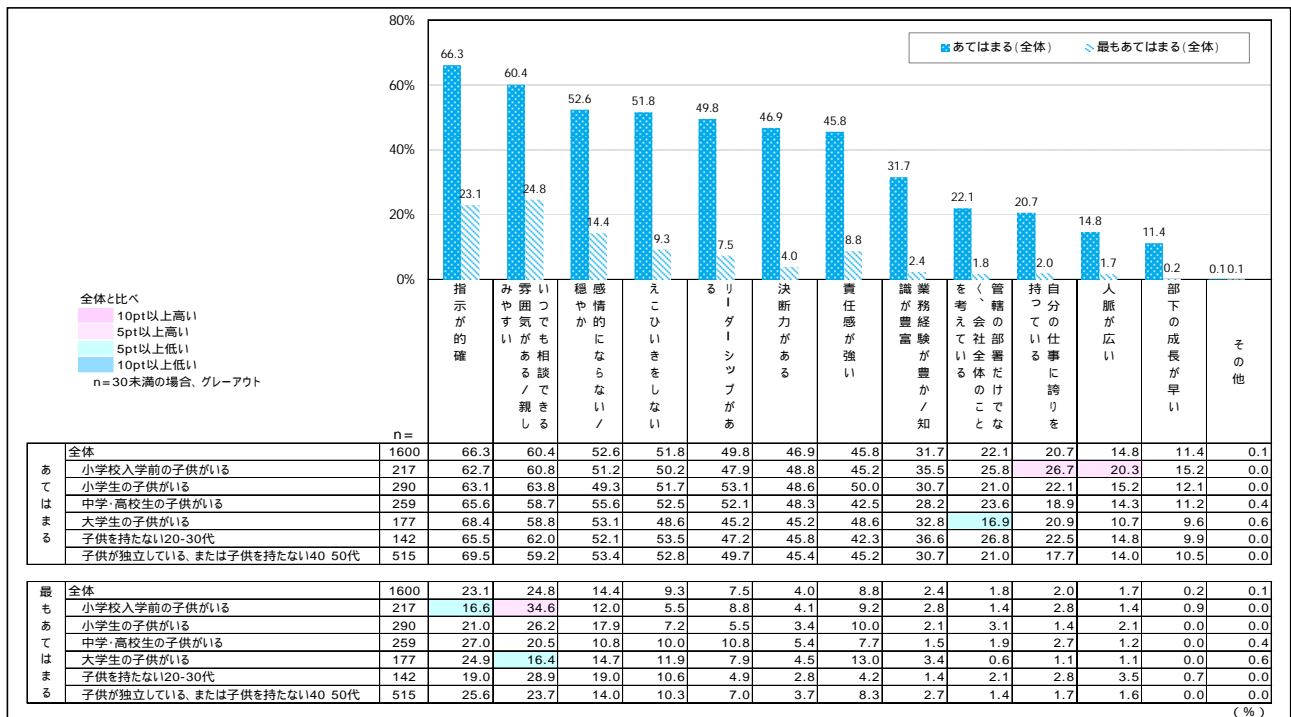 80%
60%
40%
20%
0%
あてはまる(全体)
最もあてはまる(全体)
66.3
23.1
60.4
24.8
52.6
14.4
51.8
9.3
49.8
7.5
46.9
4.0
45.8
8.8
31.7
2.4
22.1
1.8
20.7
2.0
14.8
1.7
11.4
0.2
0.1 0.1
全体と比べ
10pt以上高い
5pt以上高い
5pt以上低い
10pt以上低い
n=30未満の場合、グレーアウト
n=
指示が的確
いつでも相談できる
雰囲気がある/親し
みやすい
感情的にならない/
穏やか
えこひいきをしない
リーダーシップがあ
る
決断力がある
責任感が強い
業務経験が豊か/知
識が豊富
管轄の部署だけでな
く、会社全体のこと
を考えている
自分の仕事に誇りを
持っている
人脈が広い
部下の成長が早い
その他
あてはまる
全体 1600 66.3 60.4 52.6 51.8 49.8 46.9 45.8 31.7 22.1 20.7 14.8 11.4 0.1
小学校入学前の子供がいる 217 62.7 60.8 51.2 50.2 47.9 48.8 45.2 35.5 25.8 26.7 20.3 15.2 0.0
小学生の子供がいる 290 63.1 63.8 49.3 51.7 53.1 48.6 50.0 30.7 21.0 22.1 15.2 12.1 0.0
中学・高校生の子供がいる 259 65.6 58.7 55.6 52.5 52.1 48.3 42.5 28.2 23.6 18.9 14.3 11.2 0.4
大学生の子供がいる 177 68.4 58.8 53.1 48.6 45.2 45.2 48.6 32.8 16.9 20.9 10.7 9.6 0.6
子供を持たない20-30代 142 65.5 62.0 52.1 53.5 47.2 45.8 42.3 36.6 26.8 22.5 14.8 9.9 0.0
子供が独立している、または子供を持たない40 50代 515 69.5 59.2 53.4 52.8 49.7 45.4 45.2 30.7 21.0 17.7 14.0 10.5 0.0
最もあてはまる
全体 1600 23.1 24.8 14.4 9.3 7.5 4.0 8.8 2.4 1.8 2.0 1.7 0.2 0.1
小学校入学前の子供がいる 217 16.6 34.6 12.0 5.5 8.8 4.1 9.2 2.8 1.4 2.8 1.4 0.9 0.0
小学生の子供がいる 290 21.0 26.2 17.9 7.2 5.5 3.4 10.0 2.1 3.1 1.4 2.1 0.0 0.0
中学・高校生の子供がいる 259 27.0 20.5 10.8 10.0 10.8 5.4 7.7 1.5 1.9 2.7 1.2 0.0 0.4
大学生の子供がいる 177 24.9 16.4 14.7 11.9 7.9 4.5 13.0 3.4 0.6 1.1 1.1 0.0 0.6
子供を持たない20-30代 142 19.0 28.9 19.0 10.6 4.9 2.8 4.2 1.4 2.1 2.8 3.5 0.7 0.0
子供が独立している、または子供を持たない40 50代 515 25.6 23.7 14.0 10.3 7.0 3.7 8.3 2.7 1.4 1.7 1.6 0.0 0.0
(%)